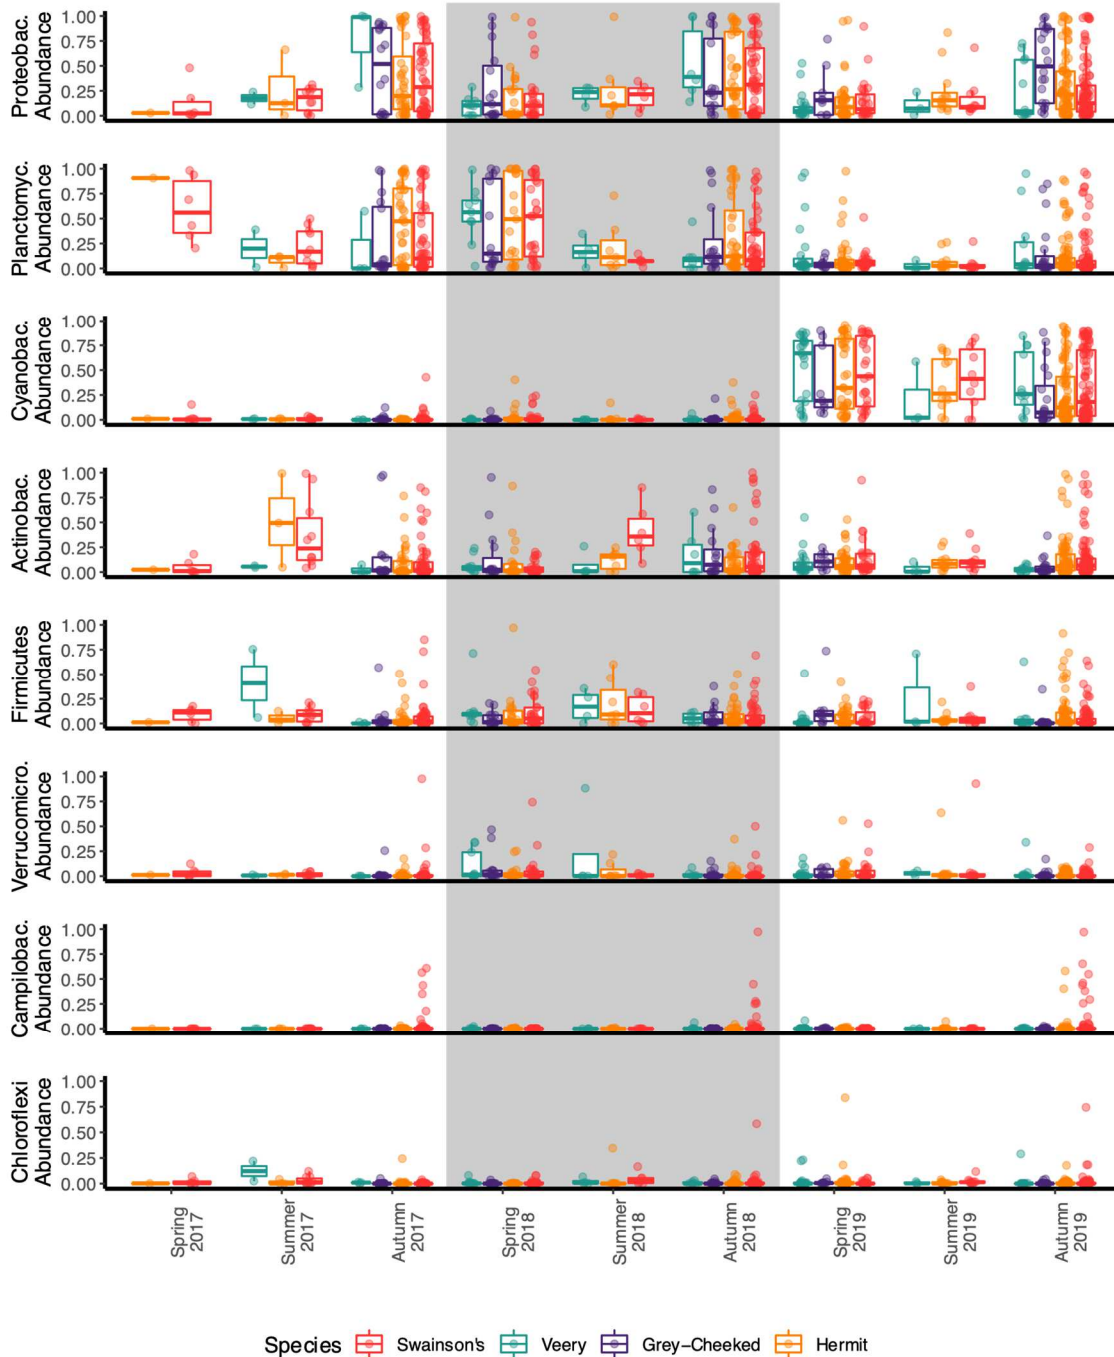 Proteobac.
Abundance
1.00
0.75
0.50
0.25
0.00
Planctomyc.
Abundance
1.00
0.75
0.50
0.25
0.00
Cyanobac.
Abundance
1.00
0.75
0.50
0.25
0.00
Actinobac.
Abundance
1.00
0.75
0.50
0.25
0.00
Firmicutes
Abundance
1.00
0.75
0.50
0.25
0.00
Verrucomicro.
Abundance
1.00
0.75
0.50
0.25
0.00
Campilobac.
Abundance
1.00
0.75
0.50
0.25
0.00
Chloroflexi
Abundance
1.00
0.75
0.50
0.25
0.00
Spring
2017
Summer
2017
Autumn
2017
Spring
2018
Summer
2018
Autumn
2018
Spring
2019
Summer
2019
Autumn
2019
Species Swainson's Veery Grey-Cheeked Hermit